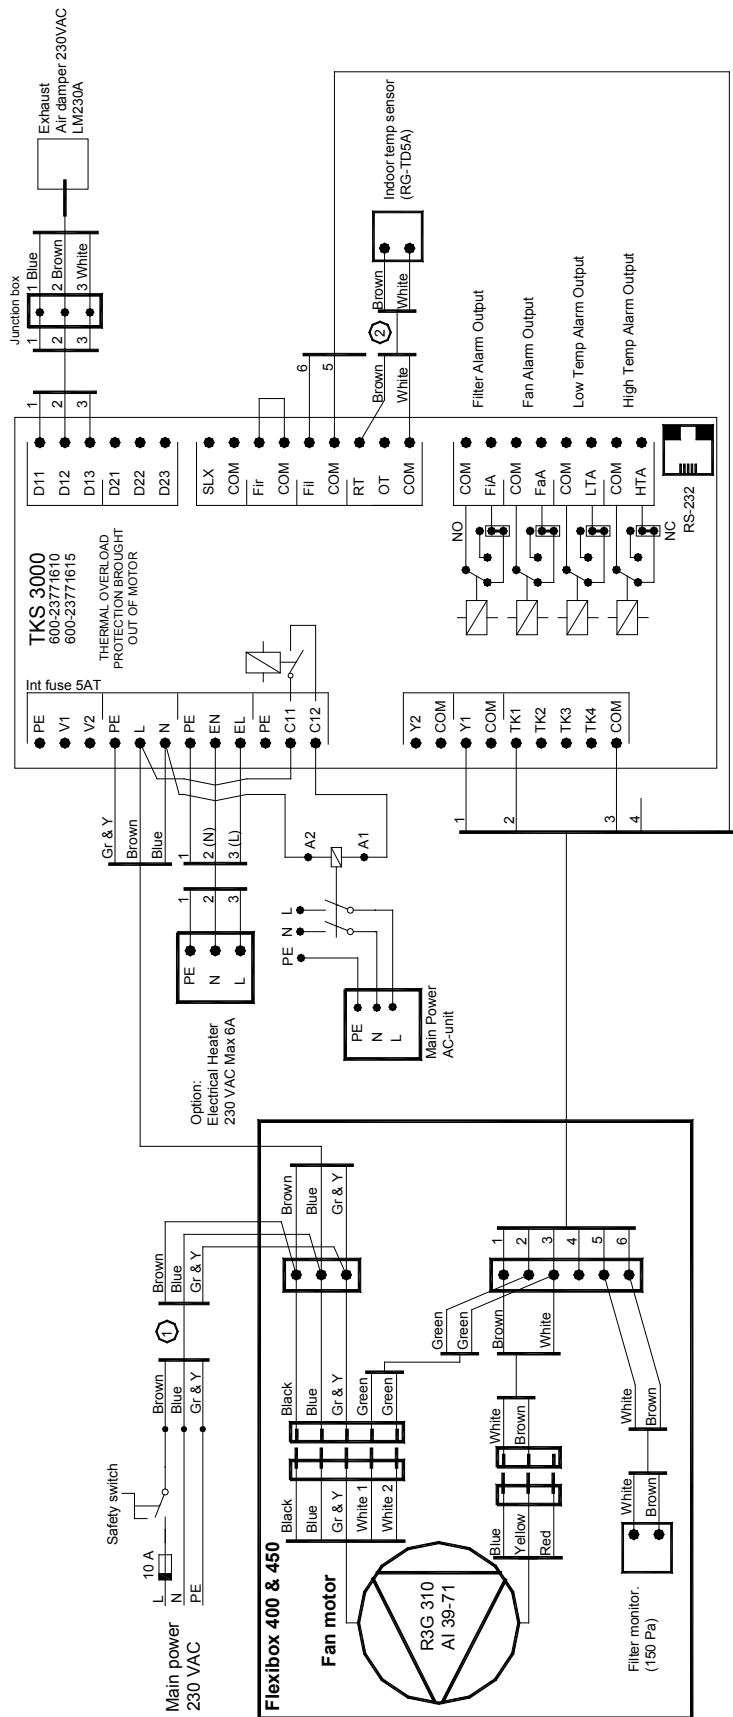 Main power
230 VAC
L
N
PE
10 A
Safety switch
Brown
Blue
Gr & Y
1
Brown
Blue
Gr & Y
Flexibox 400 & 450
Fan motor
R3G 310
AI 39-71
Black
Blue
Gr & Y
White 1
White 2
Black
Blue
Gr & Y
Green
Green
Brown
Blue
Gr & Y
Blue
Yellow
Red
White
Brown
Green
Green
Brown
White
1
2
3
4
5
6
Filter monitor.
(150 Pa)
White
Brown
White
Brown
Option:
Electrical Heater
230 VAC Max 6A
PE
N
L
1
2
3
1
2 (N)
3 (L)
Gr & Y
Brown
Blue
Main Power
AC-unit
PE
N
L
PE
N
L
A2
A1
1
2
3
4
TKS 3000
600-23771610
600-23771615
THERMAL OVERLOAD
PROTECTION BROUGHT
OUT OF MOTOR
Int fuse 5AT
PE
V1
V2
PE
L
N
PE
EN
EL
PE
C11
C12
Y2
COM
Y1
COM
TK1
TK2
TK3
TK4
COM
D11
D12
D13
D21
D22
D23
SLX
COM
Fir
COM
Fil
COM
RT
OT
COM
COM
FiA
COM
FaA
COM
LTA
COM
HTA
NO
NC
RS-232
1
2
3
1
2
3
Junction box
1 Blue
2 Brown
3 White
Exhaust
Air damper 230VAC
LM230A
6
5
Brown
White
2
Brown
White
Indoor temp sensor
(RG-TD5A)
Filter Alarm Output
Fan Alarm Output
Low Temp Alarm Output
High Temp Alarm Output